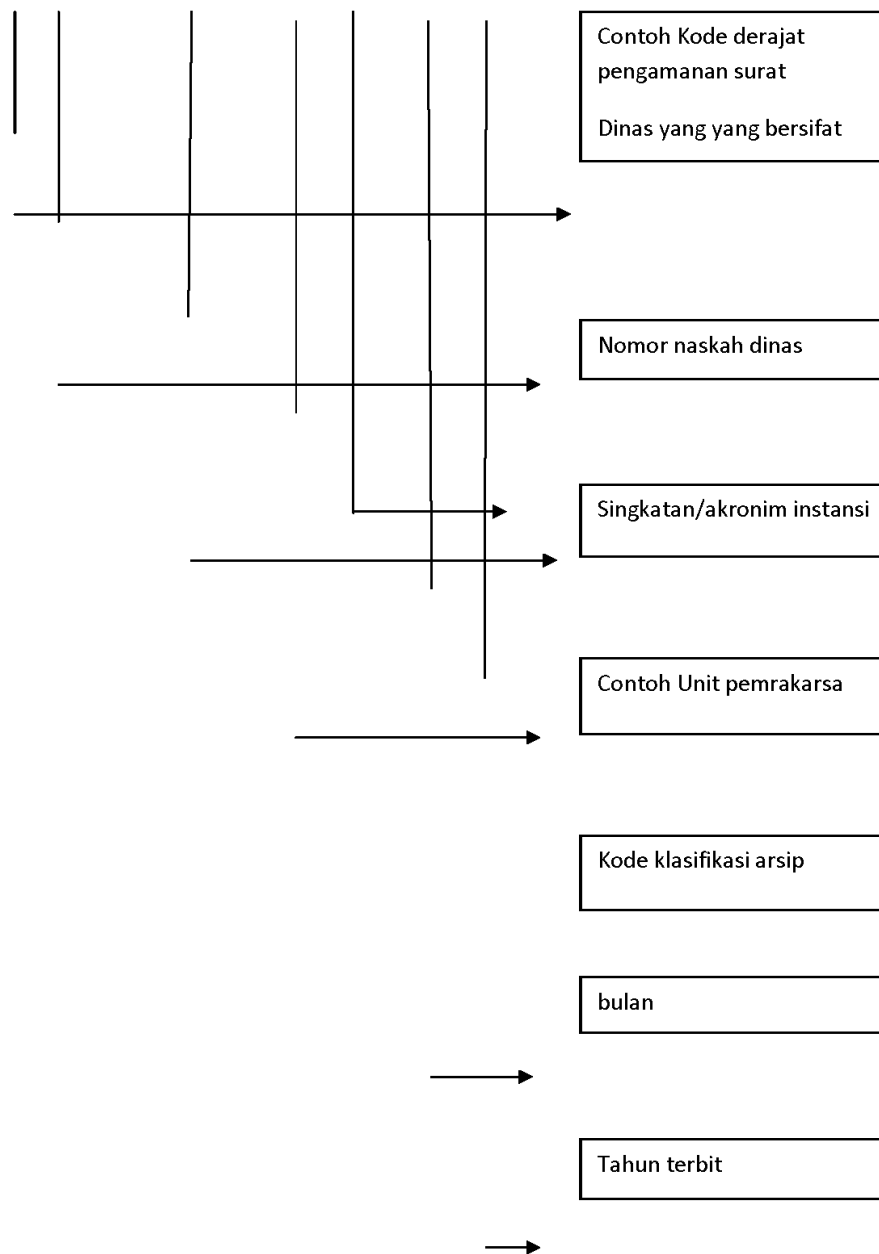 Contoh Kode derajat
pengamanan surat
Dinas yang yang bersifat
Nomor naskah dinas
Singkatan/akronim instansi
Contoh Unit pemrakarsa
Kode klasifikasi arsip
bulan
Tahun terbit